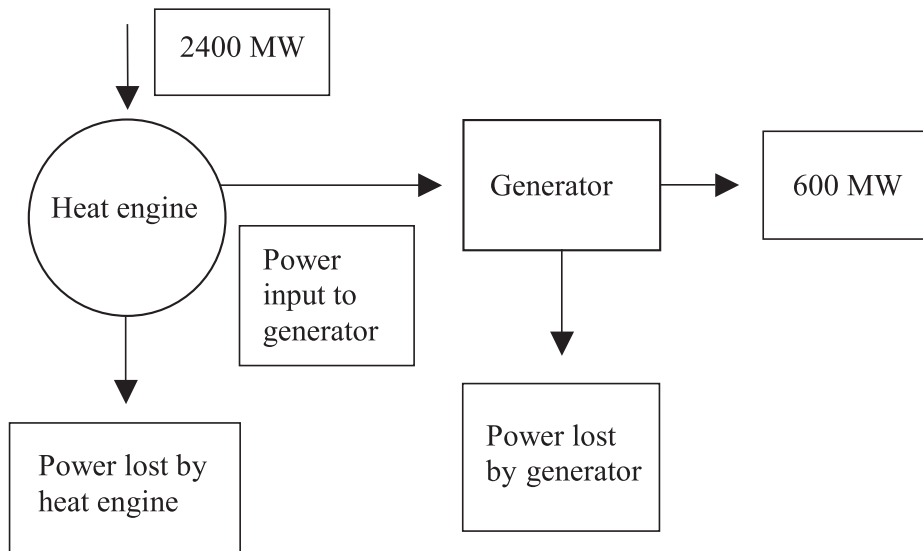 2400 MW
Heat engine
Generator
600 MW
Power
input to
generator
Power lost by
heat engine
Power lost
by generator